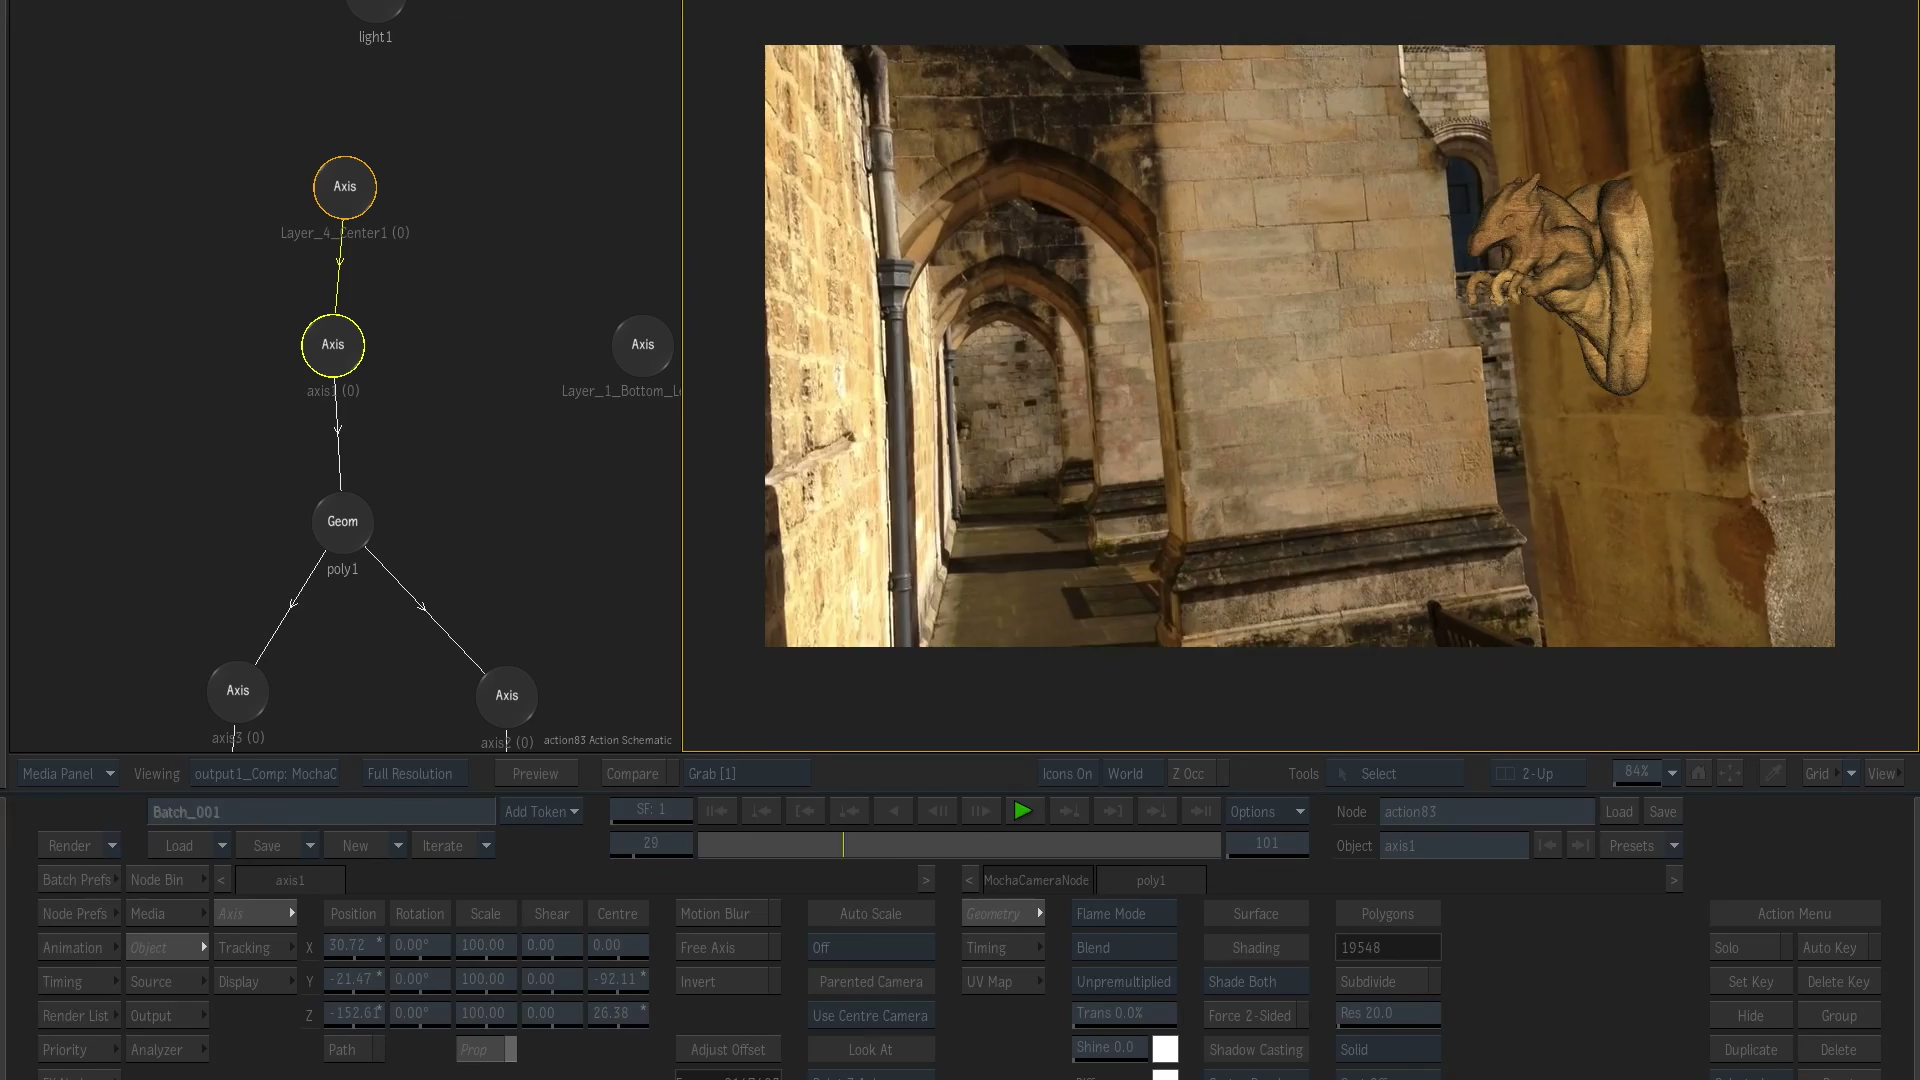 light1
Axis
Layer_4_Center1 (0)
Axis
axis1 (0)
Axis
Layer_1_Bottom_Le
Geom
poly1
Axis
axis3 (0)
Axis
axis2 (0)
action83 Action Schematic
Media Panel
Viewing
output1_Comp: MochaC
Full Resolution
Preview
Compare
Grab [1]
Icons On
World
Z Occ
Tools
Select
2-Up
84%
Grid
View
Batch_001
Add Token
SF: 1
Options
Node
action83
Load
Save
Render
Load
Save
New
Iterate
29
101
Object
axis1
Presets
Batch Prefs
Node Bin
<
axis1
>
<
MochaCameraNode
poly1
>
Node Prefs
Media
Axis
Position
Rotation
Scale
Shear
Centre
Motion Blur
Auto Scale
Geometry
Flame Mode
Surface
Polygons
Action Menu
Animation
Object
Tracking
X
30.72 *
0.00°
100.00
0.00
0.00
Free Axis
Off
Timing
Blend
Shading
19548
Solo
Auto Key
Timing
Source
Display
Y
-21.47 *
0.00°
100.00
0.00
-92.11 *
Invert
Parented Camera
UV Map
Unpremultiplied
Shade Both
Subdivide
Set Key
Delete Key
Render List
Output
Z
-152.61*
0.00°
100.00
0.00
26.38 *
Use Centre Camera
Trans 0.0%
Force 2-Sided
Res 20.0
Hide
Group
Priority
Analyzer
Path
Prop
Adjust Offset
Look At
Shine 0.0
Shadow Casting
Solid
Duplicate
Delete